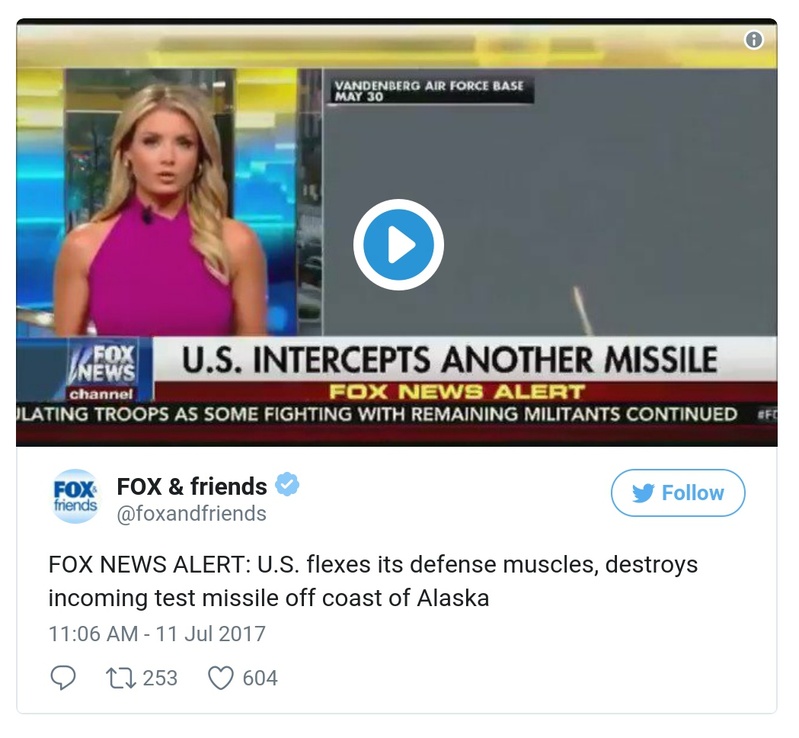 VANDENBERG AIR FORCE BASE
MAY 30
FOX
NEWS
channel
U.S. INTERCEPTS ANOTHER MISSILE
FOX NEWS ALERT
LATING TROOPS AS SOME FIGHTING WITH REMAINING MILITANTS CONTINUED
FOX&
friends
FOX & friends
@foxandfriends
Follow
FOX NEWS ALERT: U.S. flexes its defense muscles, destroys
incoming test missile off coast of Alaska
11:06 AM - 11 Jul 2017
253 604